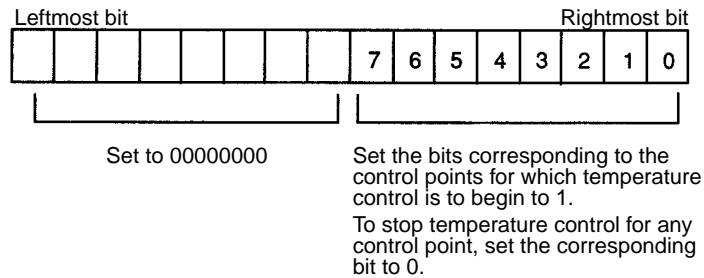 Leftmost bit Rightmost bit
7 6 5 4 3 2 1 0
Set to 00000000
Set the bits corresponding to the
control points for which temperature
control is to begin to 1.
To stop temperature control for any
control point, set the corresponding
bit to 0.